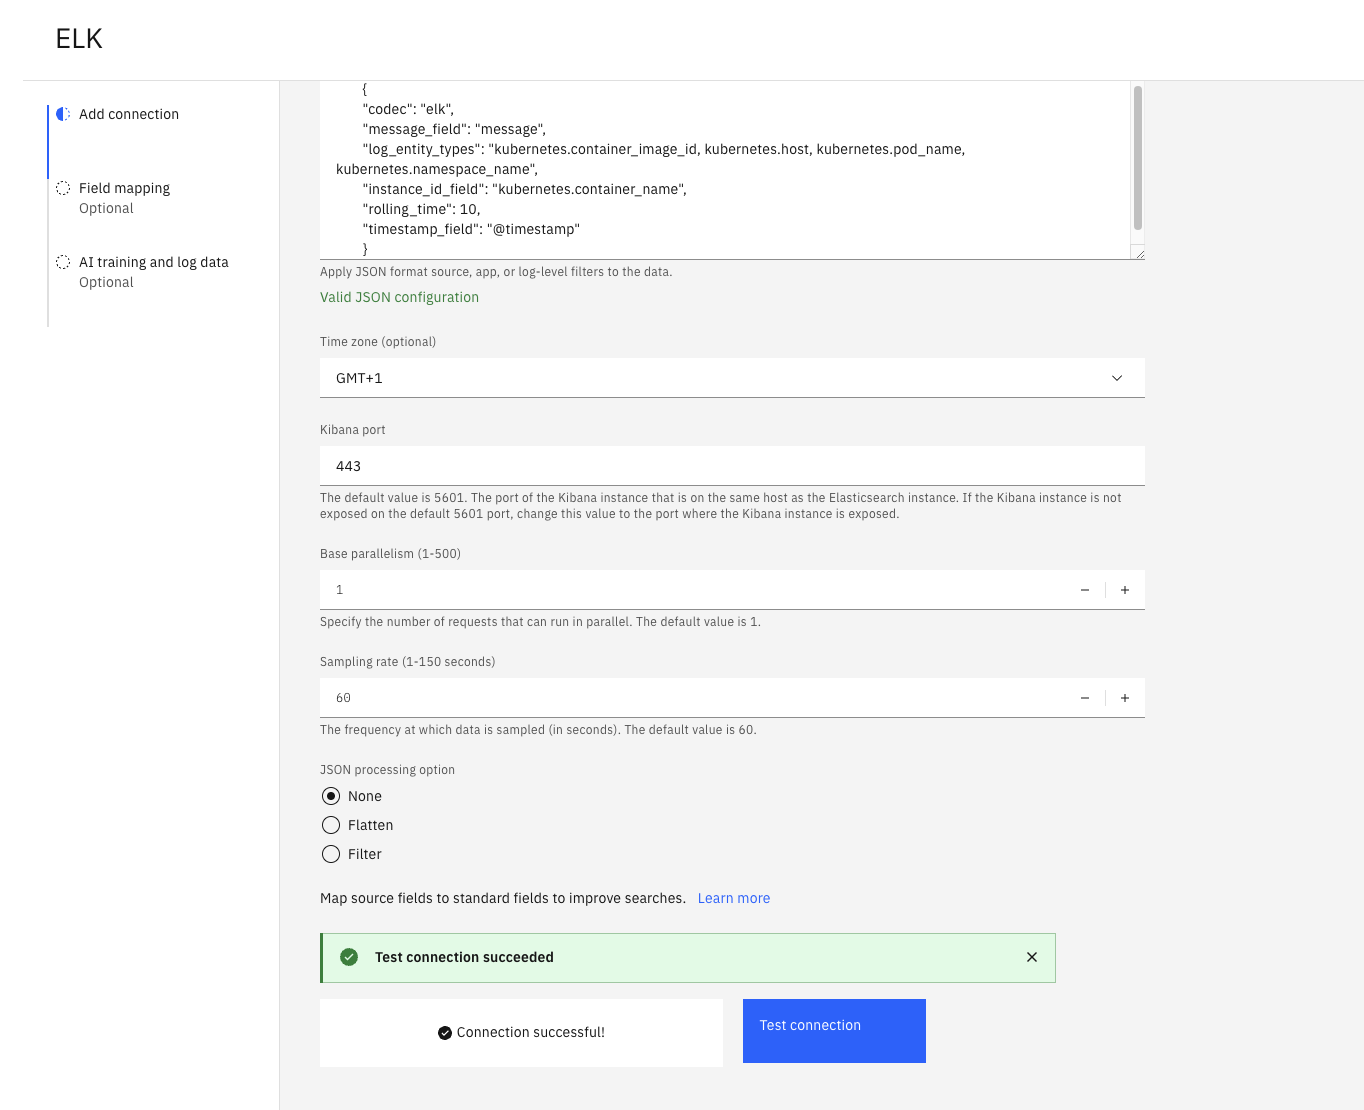 ELK
Add connection
Field mapping
Optional
AI training and log data
Optional
{
"codec": "elk",
"message_field": "message",
"log_entity_types": "kubernetes.container_image_id, kubernetes.host, kubernetes.pod_name,
kubernetes.namespace_name",
"instance_id_field": "kubernetes.container_name",
"rolling_time": 10,
"timestamp_field": "@timestamp"
}
Apply JSON format source, app, or log-level filters to the data.
Valid JSON configuration
Time zone (optional)
GMT+1
Kibana port
443
The default value is 5601. The port of the Kibana instance that is on the same host as the Elasticsearch instance. If the Kibana instance is not
exposed on the default 5601 port, change this value to the port where the Kibana instance is exposed.
Base parallelism (1-500)
1
Specify the number of requests that can run in parallel. The default value is 1.
Sampling rate (1-150 seconds)
60
The frequency at which data is sampled (in seconds). The default value is 60.
JSON processing option
None
Flatten
Filter
Map source fields to standard fields to improve searches. Learn more
Test connection succeeded
Connection successful!
Test connection